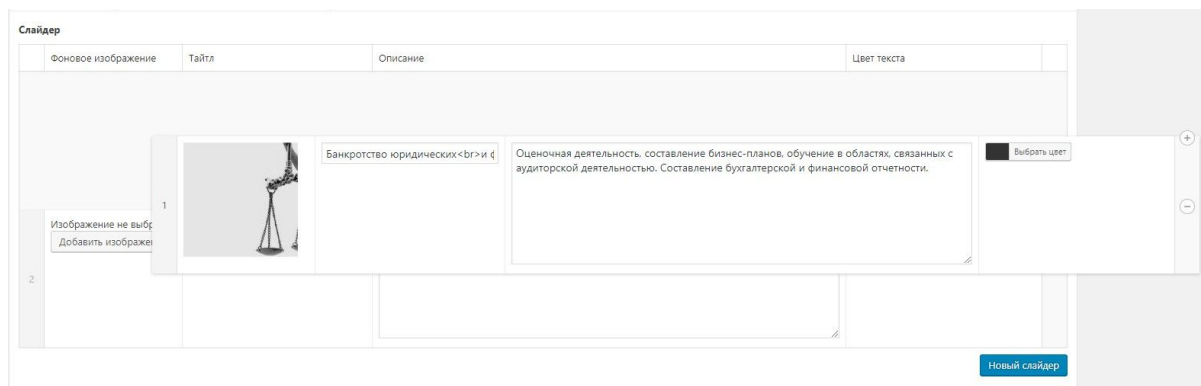 Слайдер
Фоновое изображение Тайтл Описание Цвет текста
1
Банкротство юридических<br>и ф
Оценочная деятельность, составление бизнес-планов, обучение в областях, связанных с
аудиторской деятельностью. Составление бухгалтерской и финансовой отчетности.
Выбрать цвет
2
Изображение не выбр
Добавить изображен
Новый слайдер